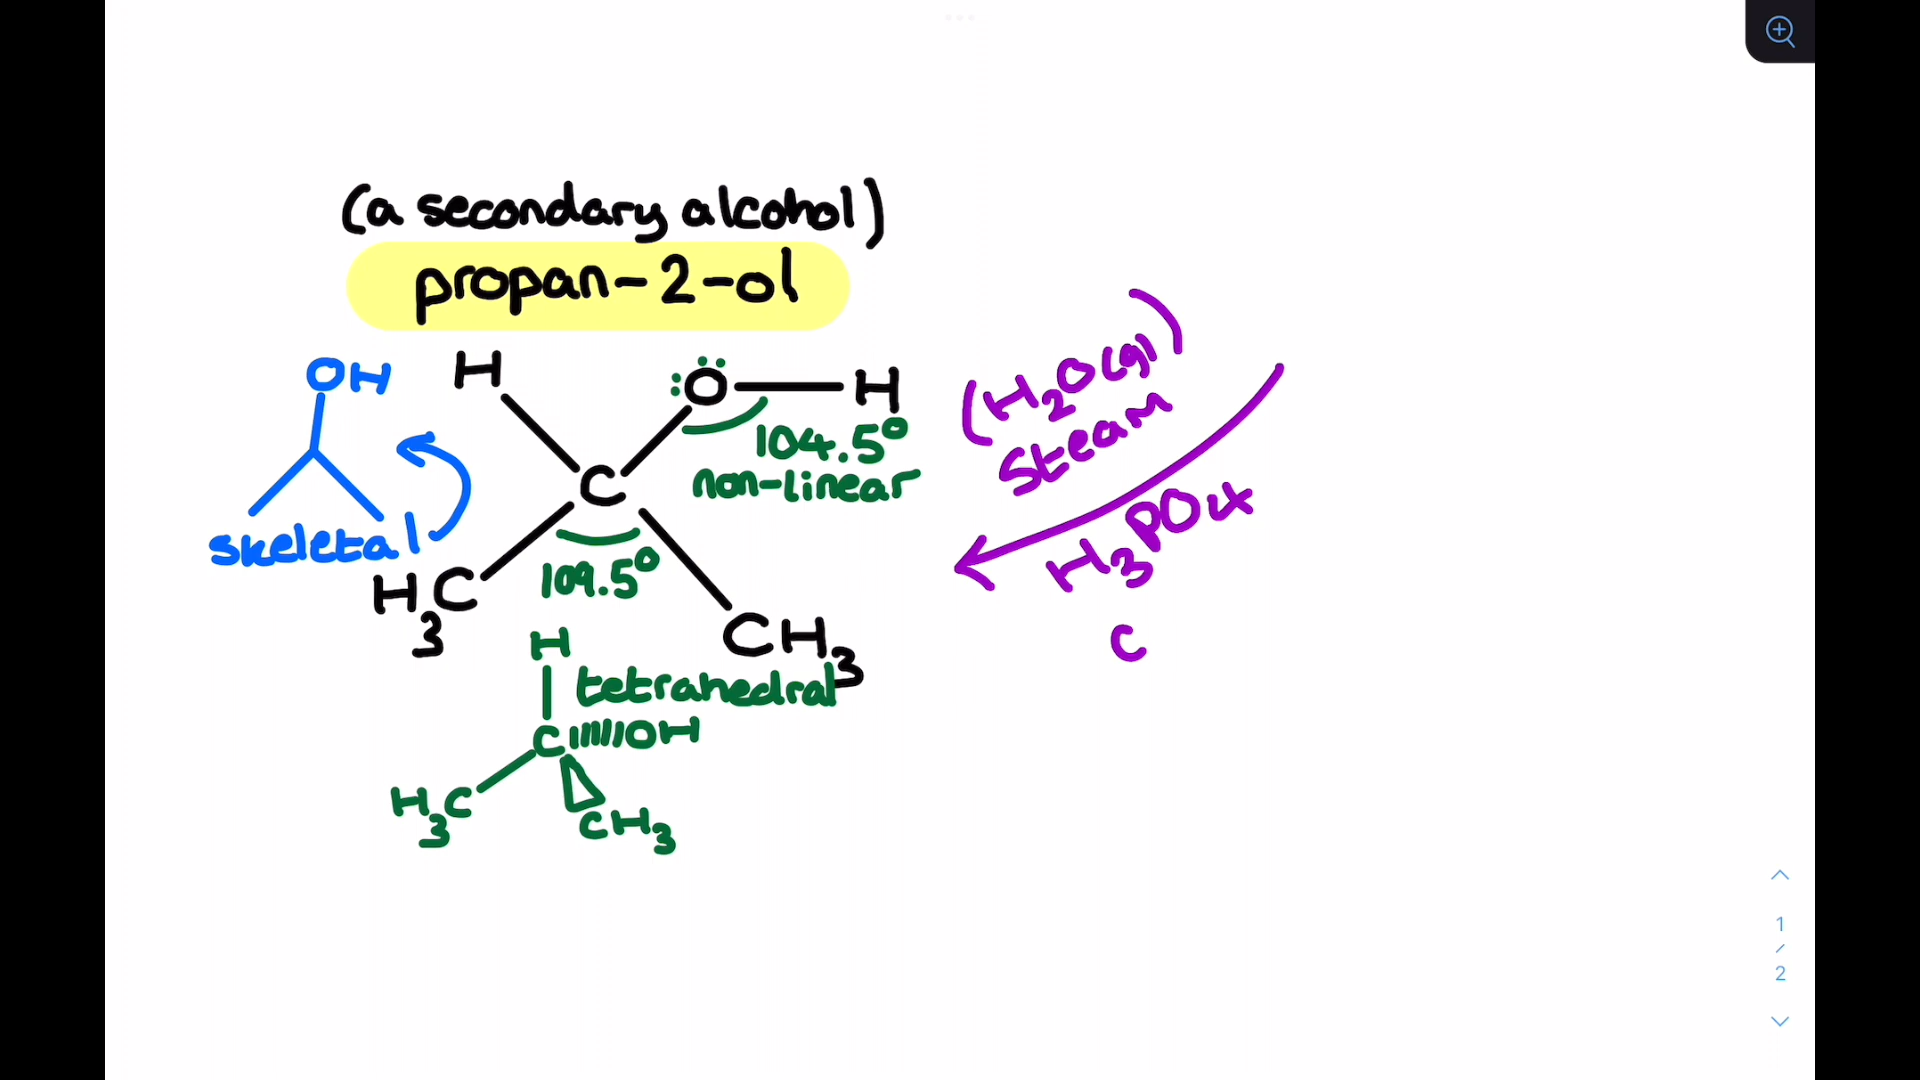 (a secondary alcohol)
propan-2-ol
OH
H
:Ö—H
104.5°
non-linear
C
skeletal
109.5°
H3C
CH3
H
tetrahedral
C OH
H3C
CH3
(H2O(g))
Steam
H3PO4
C
1
/
2